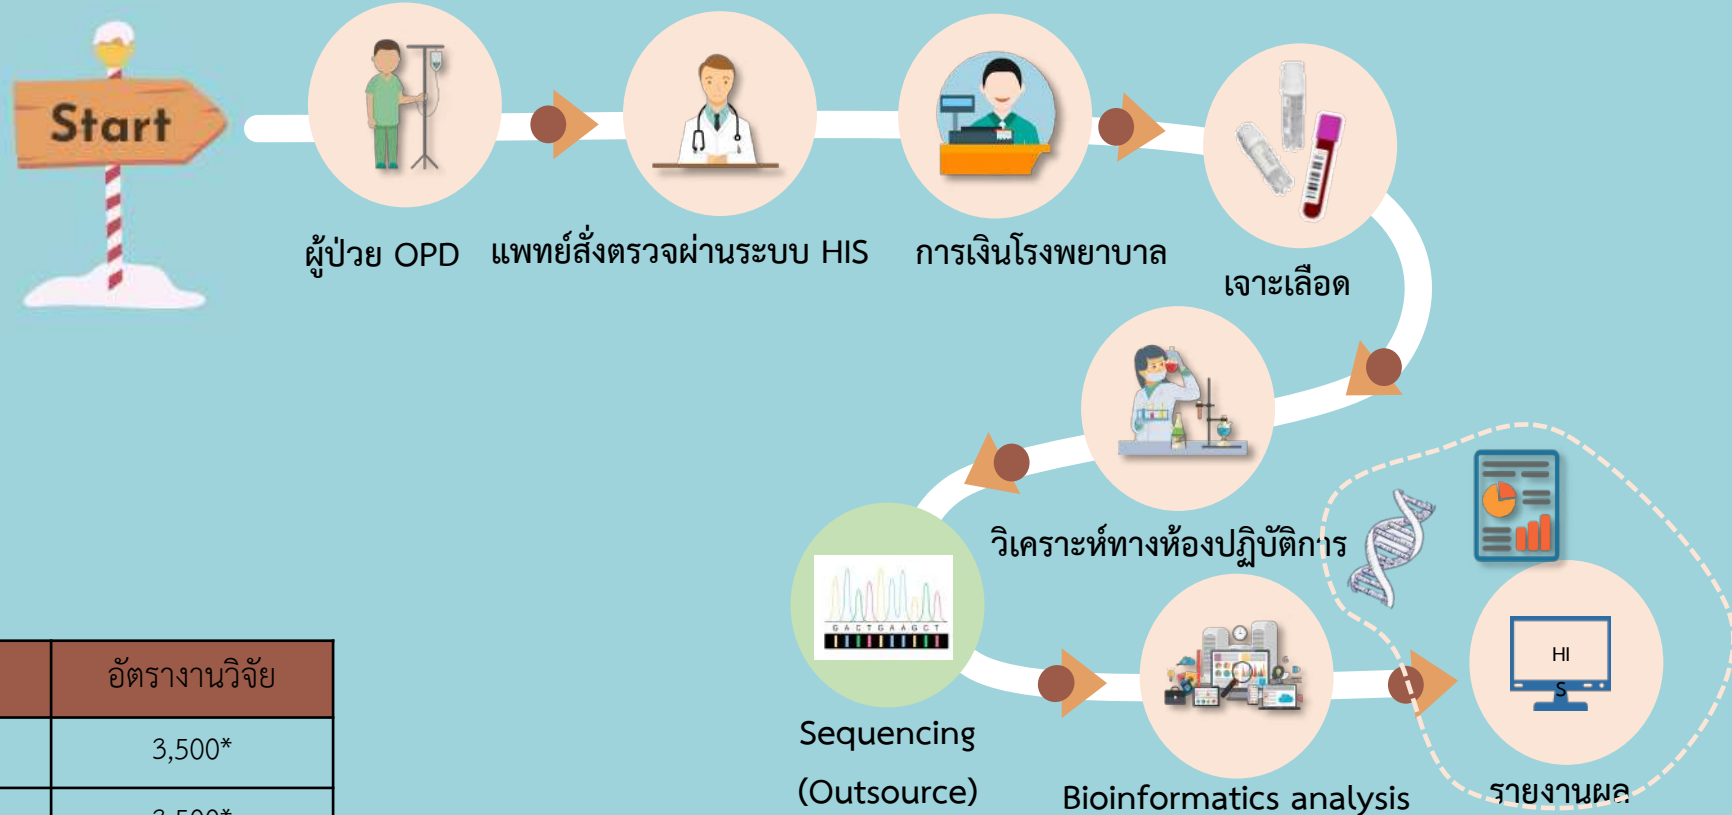 Start
ผู้ป่วย OPD
แพทย์สั่งตรวจผ่านระบบ HIS
การเงินโรงพยาบาล
เจาะเลือด
วิเคราะห์ทางห้องปฏิบัติการ
G A C T G A A G C T
Sequencing
(Outsource)
Bioinformatics analysis
HI
S
รายงานผล
อัตรางานวิจัย
3,500*
3,500*